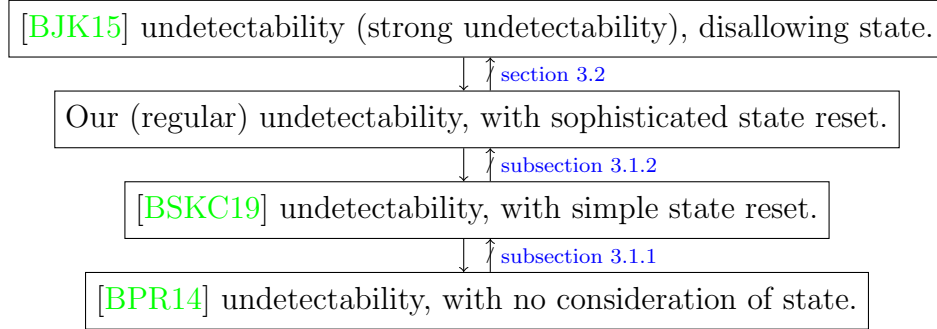 [BJK15] undetectability (strong undetectability), disallowing state.
section 3.2
Our (regular) undetectability, with sophisticated state reset.
subsection 3.1.2
[BSKC19] undetectability, with simple state reset.
subsection 3.1.1
[BPR14] undetectability, with no consideration of state.